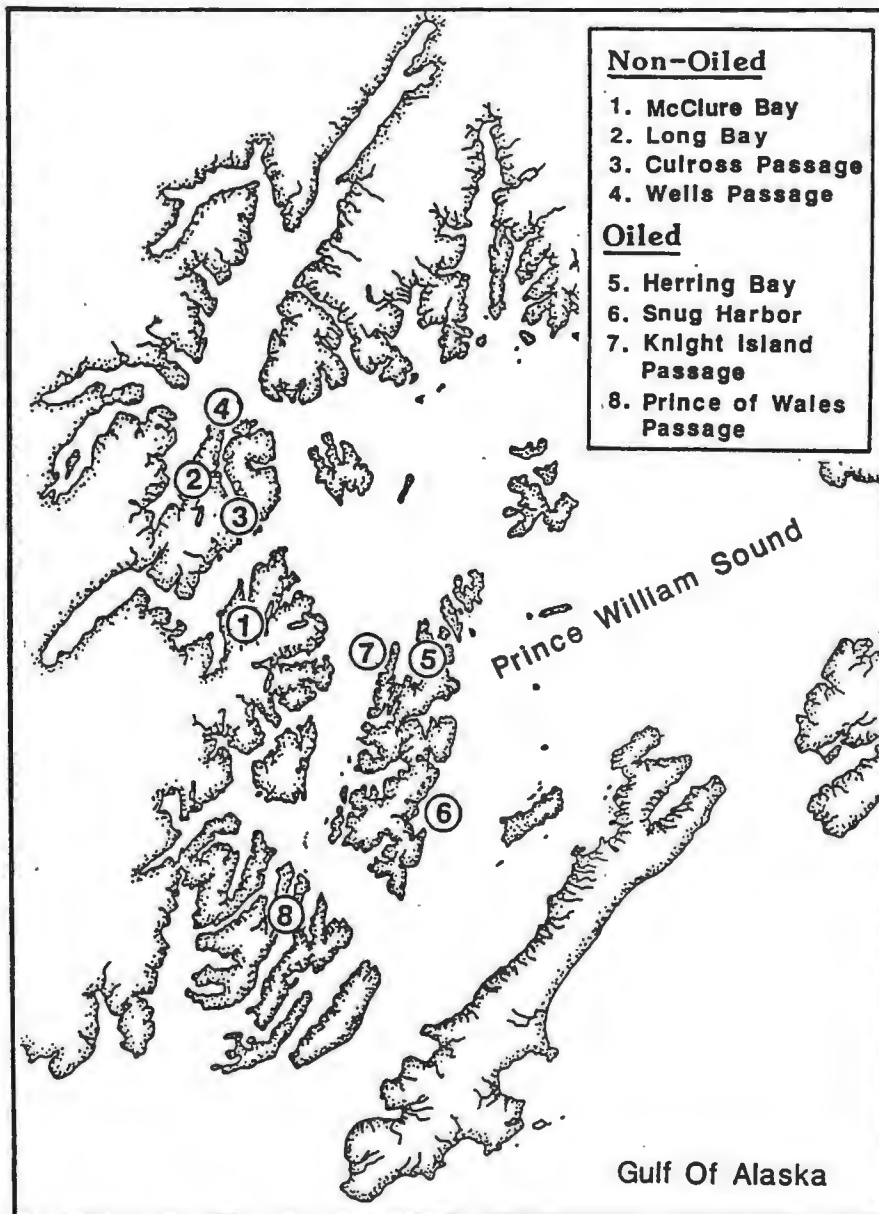 Non-Oiled
1. McClure Bay
2. Long Bay
3. Culross Passage
4. Wells Passage
Oiled
5. Herring Bay
6. Snug Harbor
7. Knight Island
Passage
8. Prince of Wales
Passage
4
2
3
1
7
5
6
8
Prince William Sound
Gulf Of Alaska